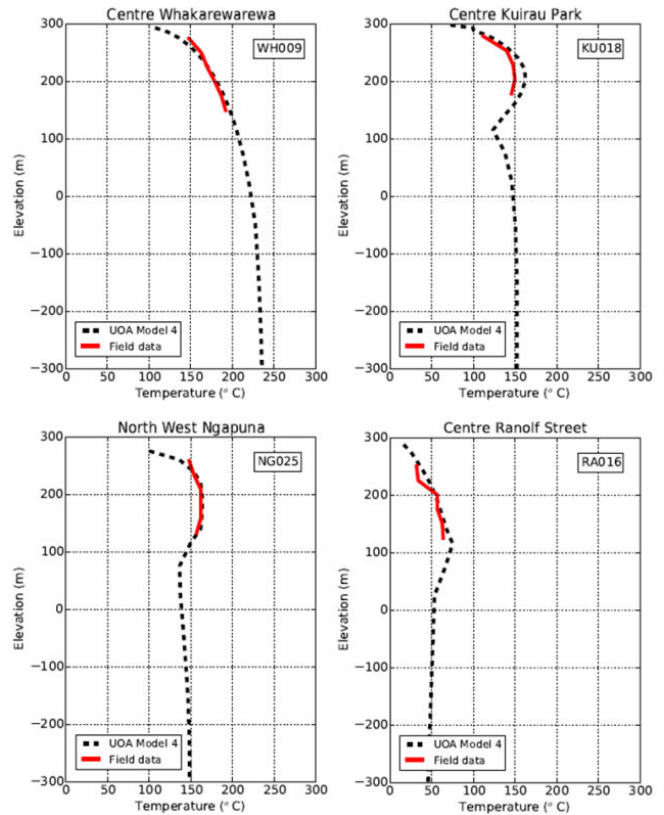 Centre Whakarewarewa
WH009
300
200
100
0
−100
−200
−300
Elevation (m)
UOA Model 4
Field data
0 50 100 150 200 250 300
Temperature (° C)
Centre Kuirau Park
KU018
300
200
100
0
−100
−200
−300
Elevation (m)
UOA Model 4
Field data
0 50 100 150 200 250 300
Temperature (° C)
North West Ngapuna
NG025
300
200
100
0
−100
−200
−300
Elevation (m)
UOA Model 4
Field data
0 50 100 150 200 250 300
Temperature (° C)
Centre Ranolf Street
RA016
300
200
100
0
−100
−200
−300
Elevation (m)
UOA Model 4
Field data
0 50 100 150 200 250 300
Temperature (° C)